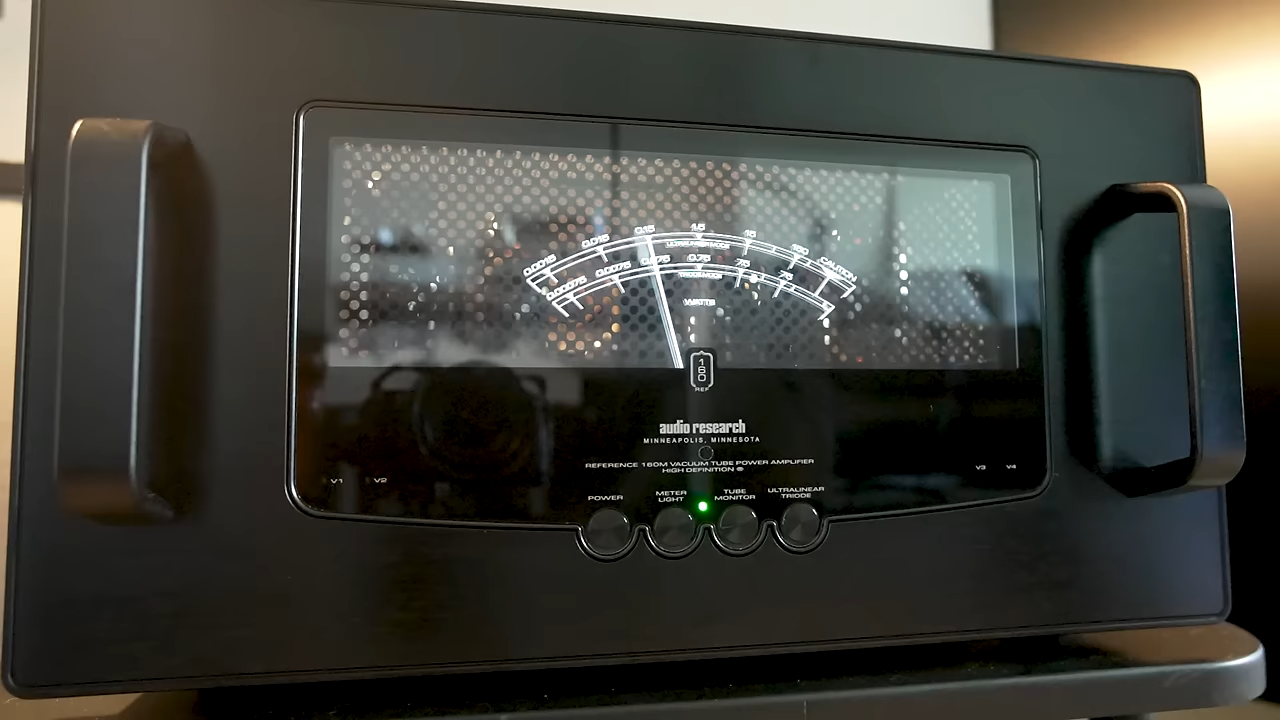 0.0015 0.015 0.15 1.5 15 150 CAUTION
ULTRALINEAR MODE
0.00075 0.0075 0.075 0.75 7.5 75
TRIODE MODE
WATTS
160
REF
audio research
MINNEAPOLIS, MINNESOTA
REFERENCE 160M VACUUM TUBE POWER AMPLIFIER
HIGH DEFINITION ®
V1 V2
V3 V4
POWER
METER
LIGHT
TUBE
MONITOR
ULTRALINEAR
TRIODE